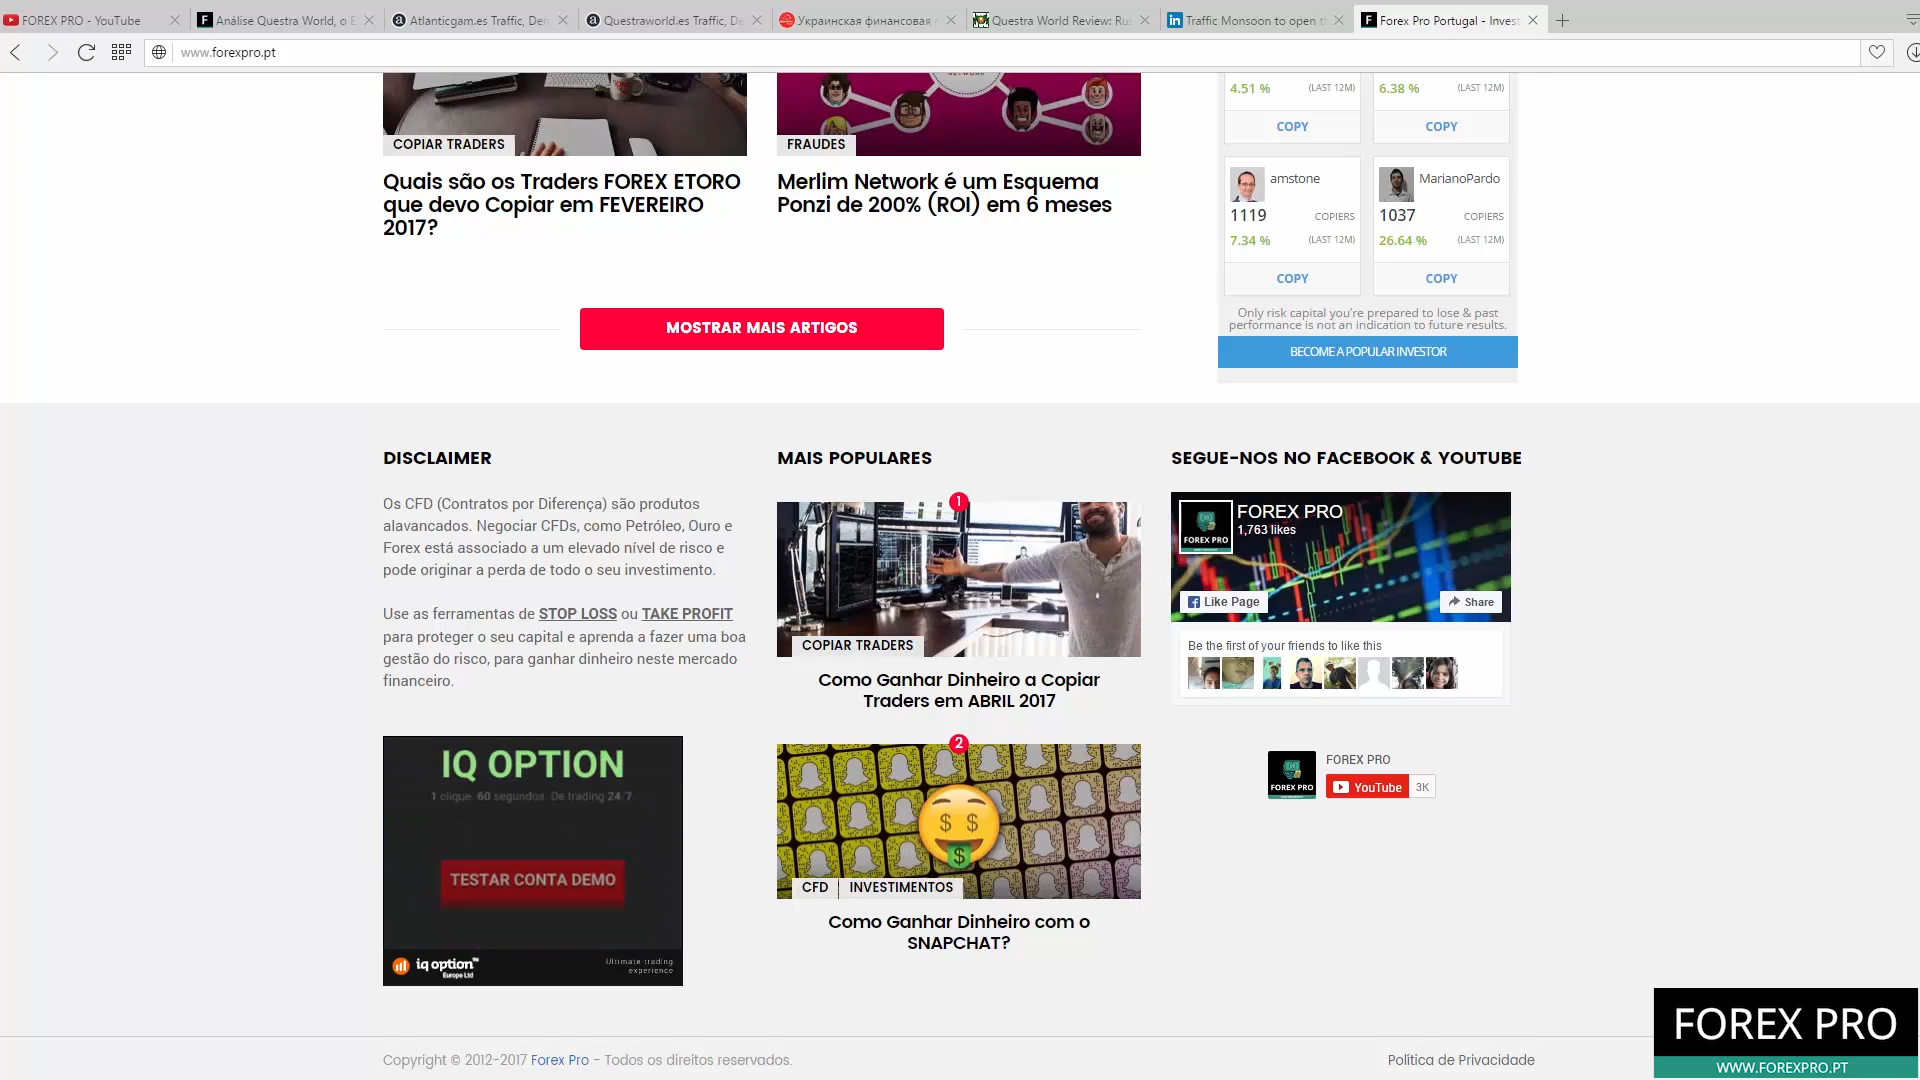 FOREX PRO - YouTube
Análise Questra World, o E
Atlanticgam.es Traffic, Den
Questraworld.es Traffic, De
Украинская финансовая
Questra World Review: Ru
Traffic Monsoon to open t
Forex Pro Portugal - Invest
www.forexpro.pt
4.51 % (LAST 12M)
6.38 % (LAST 12M)
COPY
COPY
COPIAR TRADERS
Quais são os Traders FOREX ETORO
que devo Copiar em FEVEREIRO
2017?
FRAUDES
Merlim Network é um Esquema
Ponzi de 200% (ROI) em 6 meses
amstone
1119 COPIERS
7.34 % (LAST 12M)
COPY
MarianoPardo
1037 COPIERS
26.64 % (LAST 12M)
COPY
Only risk capital you're prepared to lose & past
performance is not an indication to future results.
BECOME A POPULAR INVESTOR
MOSTRAR MAIS ARTIGOS
DISCLAIMER
Os CFD (Contratos por Diferença) são produtos
alavancados. Negociar CFDs, como Petróleo, Ouro e
Forex está associado a um elevado nível de risco e
pode originar a perda de todo o seu investimento.
Use as ferramentas de STOP LOSS ou TAKE PROFIT
para proteger o seu capital e aprenda a fazer uma boa
gestão do risco, para ganhar dinheiro neste mercado
financeiro.
IQ OPTION
1 clique. 60 segundos. De trading 24/7.
TESTAR CONTA DEMO
iq option™
Europe Ltd
Ultimate trading
experience
MAIS POPULARES
1
COPIAR TRADERS
Como Ganhar Dinheiro a Copiar
Traders em ABRIL 2017
2
CFD
INVESTIMENTOS
Como Ganhar Dinheiro com o
SNAPCHAT?
SEGUE-NOS NO FACEBOOK & YOUTUBE
FOREX PRO
FOREX PRO
1,763 likes
Like Page
Share
Be the first of your friends to like this
FOREX PRO
FOREX PRO
YouTube 3K
Copyright © 2012-2017 Forex Pro - Todos os direitos reservados.
Política de Privacidade
FOREX PRO
WWW.FOREXPRO.PT